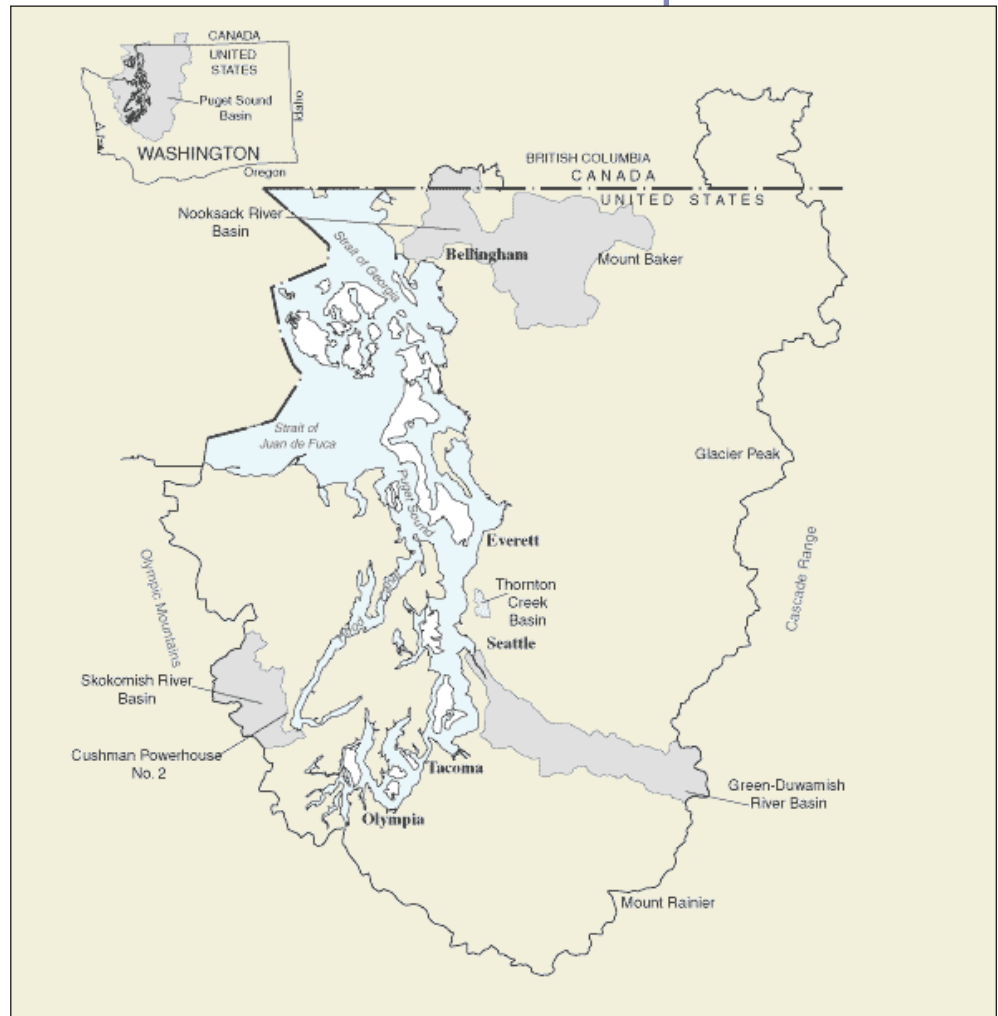 CANADA
UNITED
STATES
Puget Sound
Basin
Idaho
WASHINGTON
Oregon
BRITISH COLUMBIA
CANADA
UNITED STATES
Nooksack River
Basin
Strait of Georgia
Bellingham
Mount Baker
Strait of
Juan de Fuca
Glacier Peak
Puget Sound
Everett
Olympic Mountains
Cascade Range
Thornton
Creek
Basin
Seattle
Skokomish River
Basin
Cushman Powerhouse
No. 2
Tacoma
Green-Duwamish
River Basin
Olympia
Mount Rainier